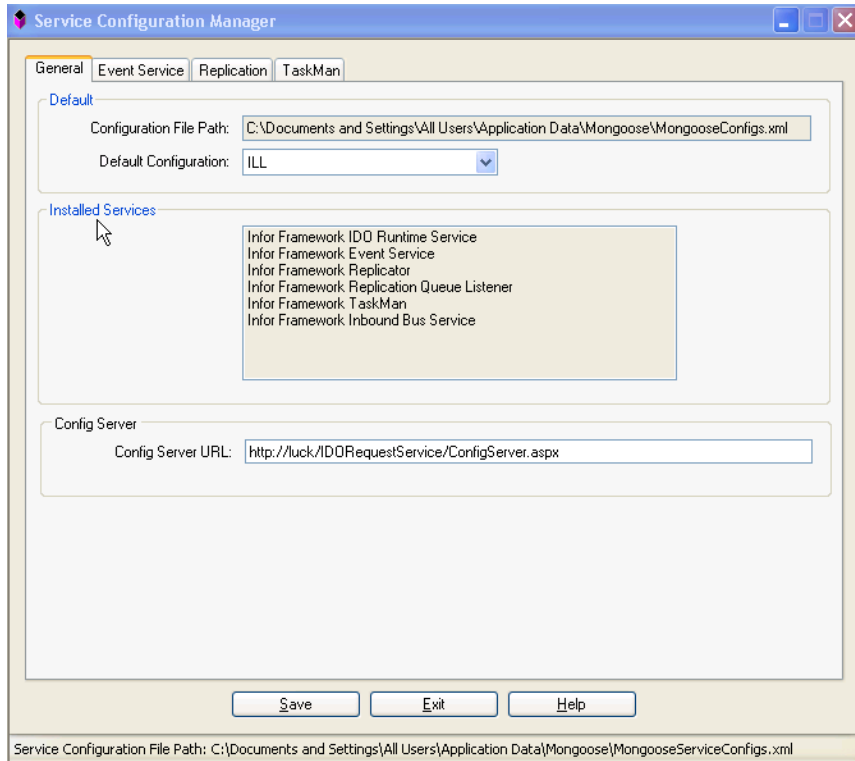 Service Configuration Manager
General Event Service Replication TaskMan
Default
Configuration File Path: C:\Documents and Settings\All Users\Application Data\Mongoose\MongooseConfigs.xml
Default Configuration: ILL
Installed Services
Infor Framework IDO Runtime Service
Infor Framework Event Service
Infor Framework Replicator
Infor Framework Replication Queue Listener
Infor Framework TaskMan
Infor Framework Inbound Bus Service
Config Server
Config Server URL: http://luck/IDORequestService/ConfigServer.aspx
Save Exit Help
Service Configuration File Path: C:\Documents and Settings\All Users\Application Data\Mongoose\MongooseServiceConfigs.xml